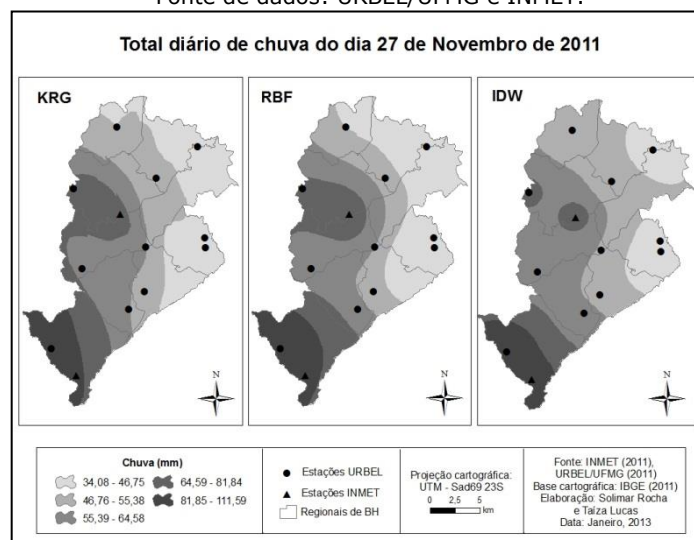 Fonte de dados: URBEL/UFMG e INMET.
Total diário de chuva do dia 27 de Novembro de 2011
KRG
RBF
IDW
N
N
N
Chuva (mm)
34,08 - 46,75
46,76 - 55,38
55,39 - 64,58
64,59 - 81,84
81,85 - 111,59
Estações URBEL
Estações INMET
Regionais de BH
Projeção cartográfica:
UTM - Sad69 23S
0 2.5 5
km
Fonte: INMET (2011),
URBEL/UFMG (2011)
Base cartográfica: IBGE (2011)
Elaboração: Solimar Rocha
e Taíza Lucas
Data: Janeiro, 2013